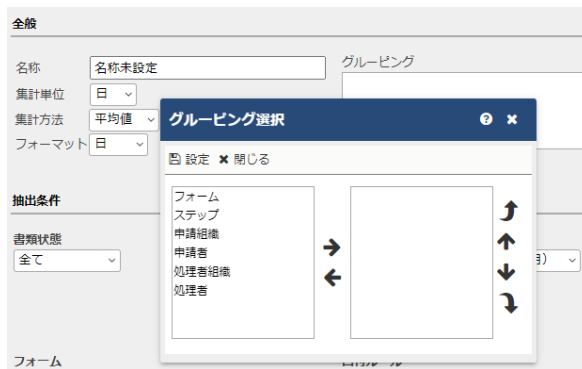 全般
名称 名称未設定
グルーピング
集計単位 日
集計方法 平均値
フォーマット 日
グルーピング選択
設定 閉じる
フォーム
ステップ
申請組織
申請者
処理者組織
処理者
抽出条件
書類状態
全て
フォーム